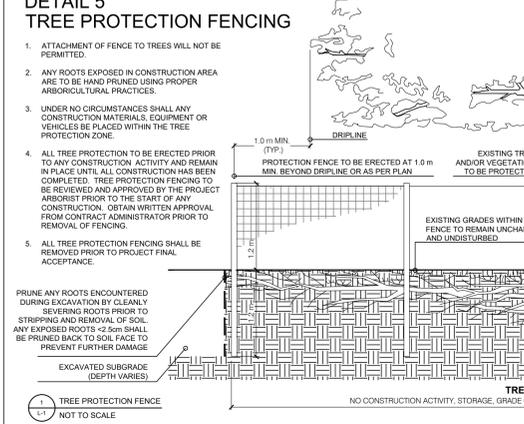 DETAIL 5
TREE PROTECTION FENCING
1. ATTACHMENT OF FENCE TO TREES WILL NOT BE
PERMITTED.
2. ANY ROOTS EXPOSED IN CONSTRUCTION AREA
ARE TO BE HAND PRUNED USING PROPER
ARBORICULTURAL PRACTICES.
3. UNDER NO CIRCUMSTANCES SHALL ANY
CONSTRUCTION MATERIALS, EQUIPMENT OR
VEHICLES BE PLACED WITHIN THE TREE
PROTECTION ZONE.
4. ALL TREE PROTECTION TO BE ERECTED PRIOR
TO ANY CONSTRUCTION ACTIVITY AND REMAIN
IN PLACE UNTIL ALL CONSTRUCTION HAS BEEN
COMPLETED. TREE PROTECTION FENCING TO
BE REVIEWED AND APPROVED BY THE PROJECT
ARBORIST PRIOR TO THE START OF ANY
CONSTRUCTION. OBTAIN WRITTEN APPROVAL
FROM CONTRACT ADMINISTRATOR PRIOR TO
REMOVAL OF FENCING.
5. ALL TREE PROTECTION FENCING SHALL BE
REMOVED PRIOR TO PROJECT FINAL
ACCEPTANCE.
1.0 m MIN.
(TYP.)
DRIPLINE
PROTECTION FENCE TO BE ERECTED AT 1.0 m
MIN. BEYOND DRIPLINE OR AS PER PLAN
EXISTING TR
AND/OR VEGETATI
TO BE PROTECT
1.2 m
EXISTING GRADES WITHIN
FENCE TO REMAIN UNCHA
AND UNDISTURBED
PRUNE ANY ROOTS ENCOUNTERED
DURING EXCAVATION BY CLEANLY
SEVERING ROOTS PRIOR TO
STRIPPING AND REMOVAL OF SOIL.
ANY EXPOSED ROOTS <2.5cm SHALL
BE PRUNED BACK TO SOIL FACE TO
PREVENT FURTHER DAMAGE
EXCAVATED SUBGRADE
(DEPTH VARIES)
1
L-1
TREE PROTECTION FENCE
NOT TO SCALE
TRE
NO CONSTRUCTION ACTIVITY, STORAGE, GRADE